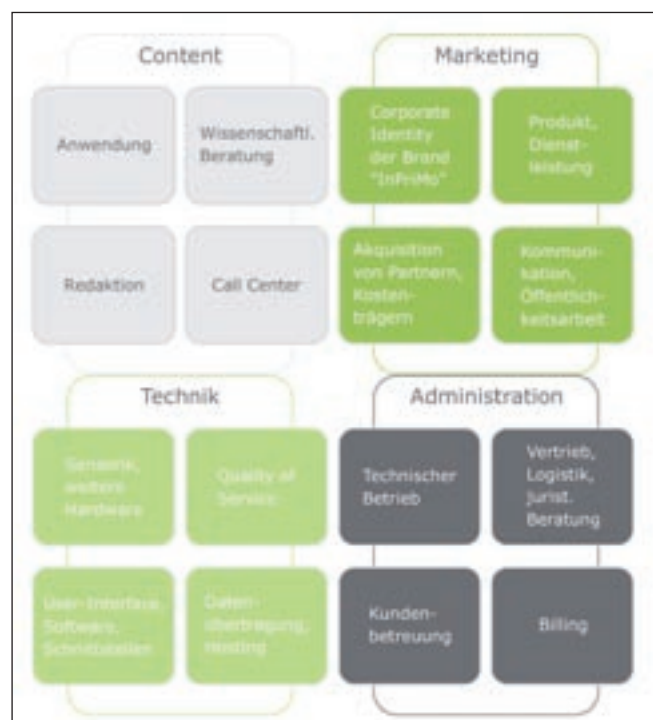 Content
Anwendung
Wissenschaftl.
Beratung
Redaktion
Call Center
Marketing
Corporate
Identity
der Brand
"InPriMo"
Produkt,
Dienst-
leistung
Akquisition
von Partnern,
Kosten-
trägern
Kommuni-
kation,
Öffentlich-
keitsarbeit
Technik
Sensorik,
weitere
Hardware
Quality of
Service
User-Interface,
Software,
Schnittstellen
Daten-
übertragung,
Hosting
Administration
Technischer
Betrieb
Vertrieb,
Logistik,
jurist.
Beratung
Kunden-
betreuung
Billing